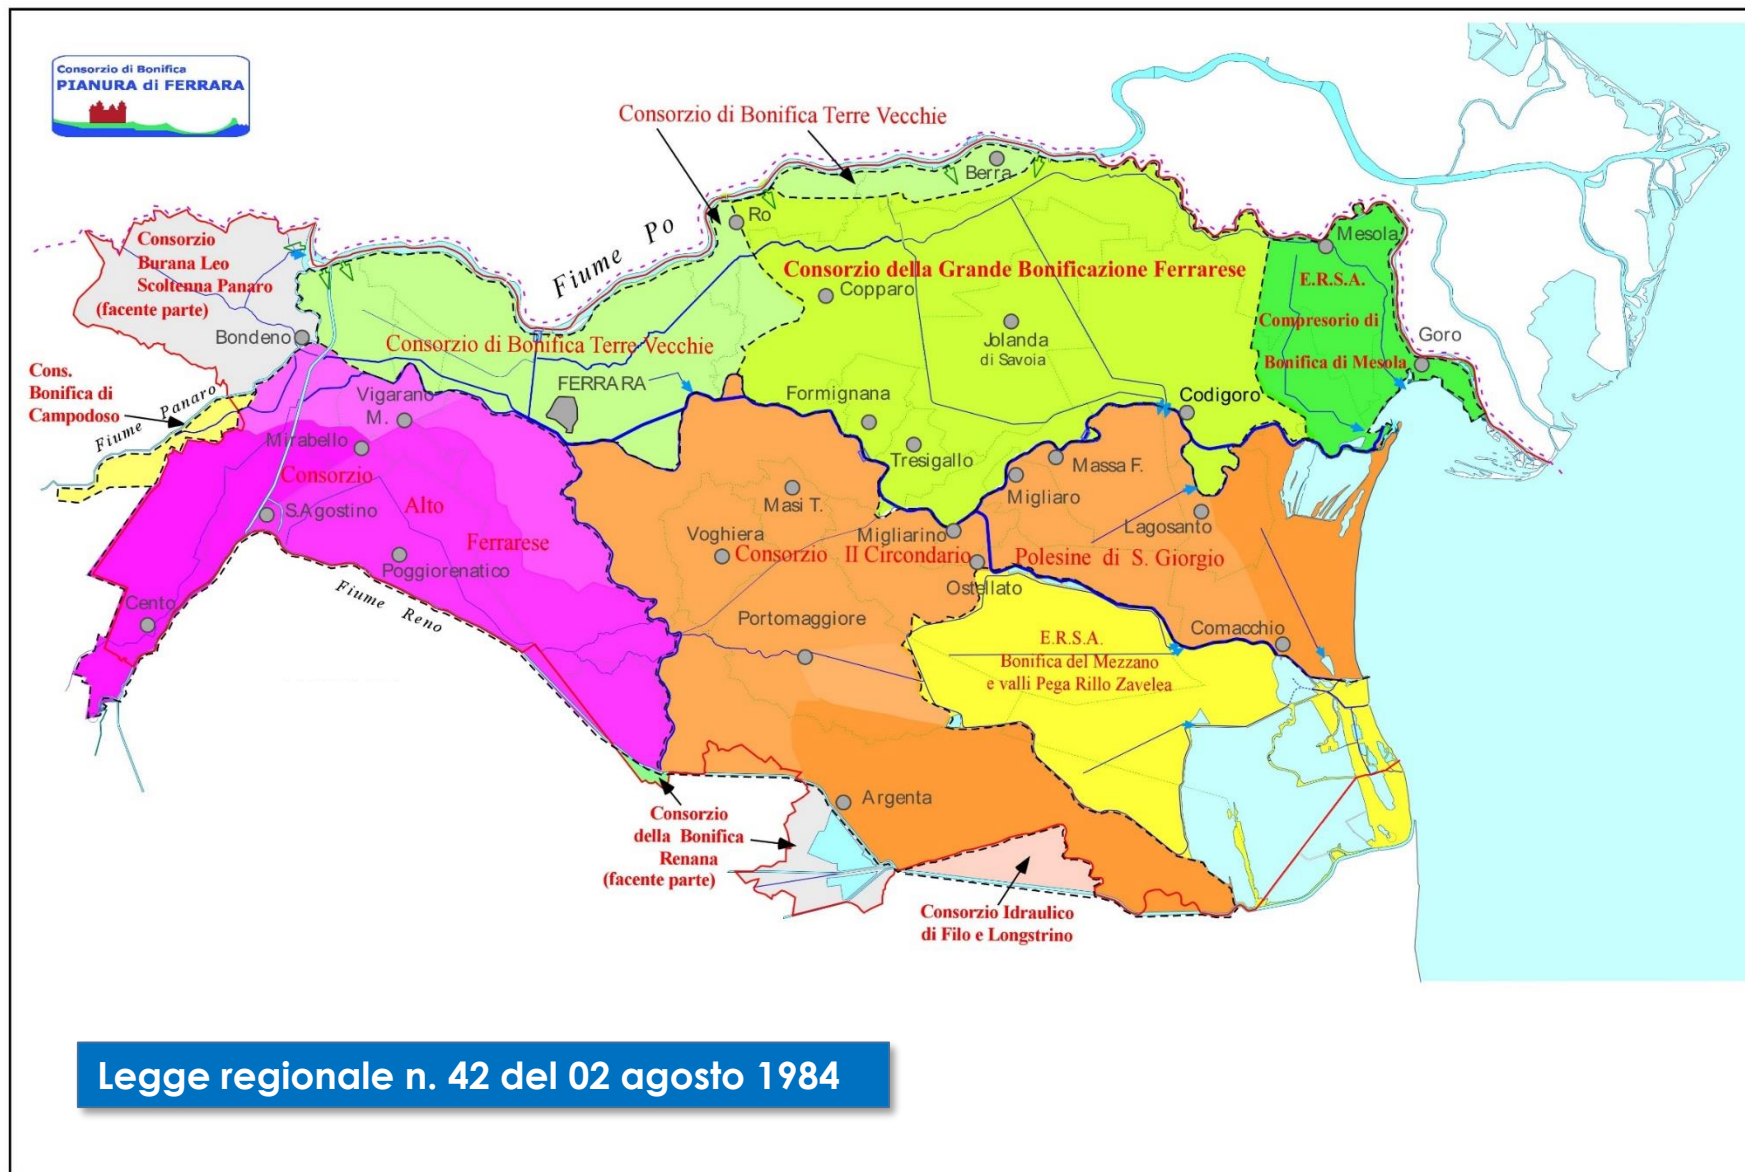 Consorzio di Bonifica
PIANURA di FERRARA
Consorzio di Bonifica Terre Vecchie
Berra
Ro
Fiume Po
Mesola
Consorzio
Burana Leo
Scoltenna Panaro
(facente parte)
Consorzio della Grande Bonificazione Ferrarese
E.R.S.A.
Copparo
Compresorio di
Jolanda
di Savoia
Goro
Bondeno
Consorzio di Bonifica Terre Vecchie
Bonifica di Mesola
Cons.
Bonifica di
Campodoso
Fiume Panaro
Vigarano
M.
FERRARA
Formignana
Codigoro
Mirabello
Tresigallo
Massa F.
Consorzio
Alto
Ferrarese
Migliaro
Masi T.
S.Agostino
Lagosanto
Voghiera
Migliarino
Consorzio II Circondario
Polesine di S. Giorgio
Poggiorenatico
Ostellato
Fiume Reno
Cento
Portomaggiore
Comacchio
E.R.S.A.
Bonifica del Mezzano
e valli Pega Rillo Zavelea
Argenta
Consorzio
della Bonifica
Renana
(facente parte)
Consorzio Idraulico
di Filo e Longstrino
Legge regionale n. 42 del 02 agosto 1984